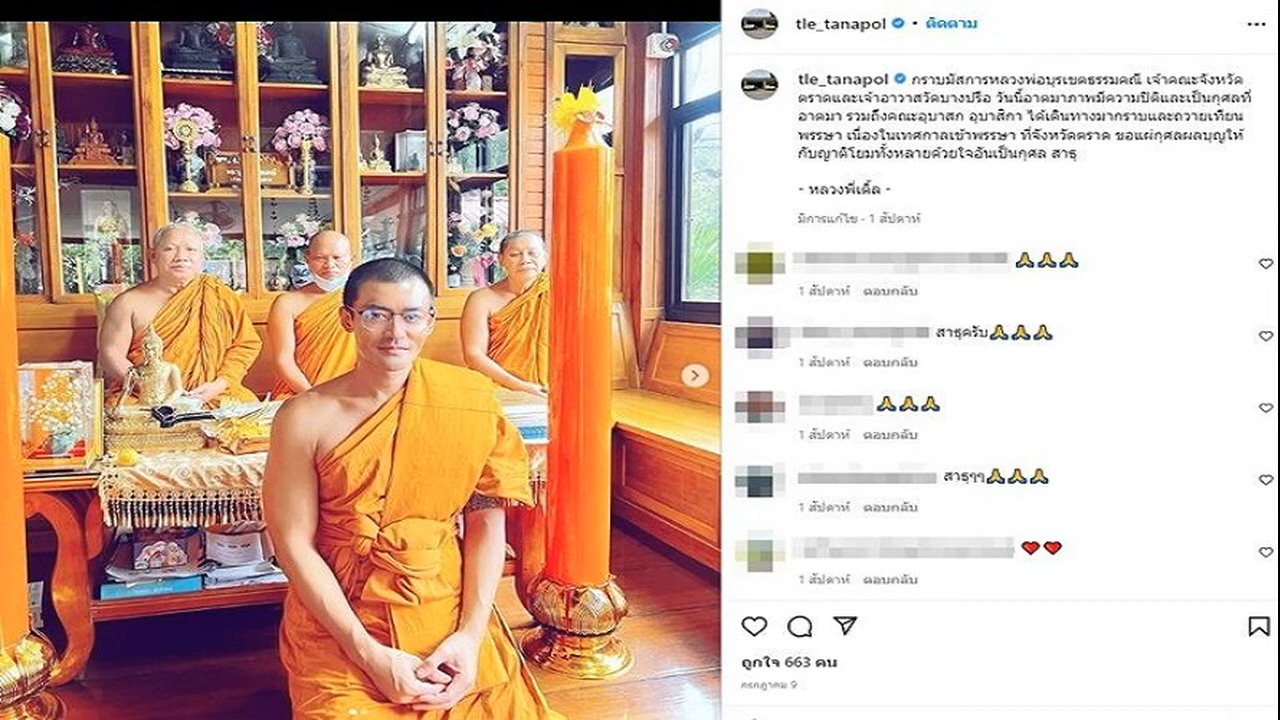 tle_tanapol • ติดตาม
tle_tanapol กราบมัสการหลวงพ่อบุรเขตธรรมคณี เจ้าคณะจังหวัด
ตราดและเจ้าอาวาสวัดบางปรือ วันนี้อาตมาภาพมีความปิติและเป็นกุศลที่
อาตมา รวมถึงคณะอุบาสก อุบาสิกา ได้เดินทางมากราบและถวายเทียน
พรรษา เนื่องในเทศกาลเข้าพรรษา ที่จังหวัดตราด ขอแผ่กุศลผลบุญให้
กับญาติโยมทั้งหลายด้วยใจอันเป็นกุศล สาธุ
- หลวงพี่เติ้ล -
มีการแก้ไข - 1 สัปดาห์
🙏🙏🙏
1 สัปดาห์ ตอบกลับ
สาธุครับ🙏🙏🙏
1 สัปดาห์ ตอบกลับ
🙏🙏🙏
1 สัปดาห์ ตอบกลับ
สาธุๆๆ🙏🙏🙏
1 สัปดาห์ ตอบกลับ
❤️❤️
1 สัปดาห์ ตอบกลับ
ถูกใจ 663 คน
กรกฎาคม 9